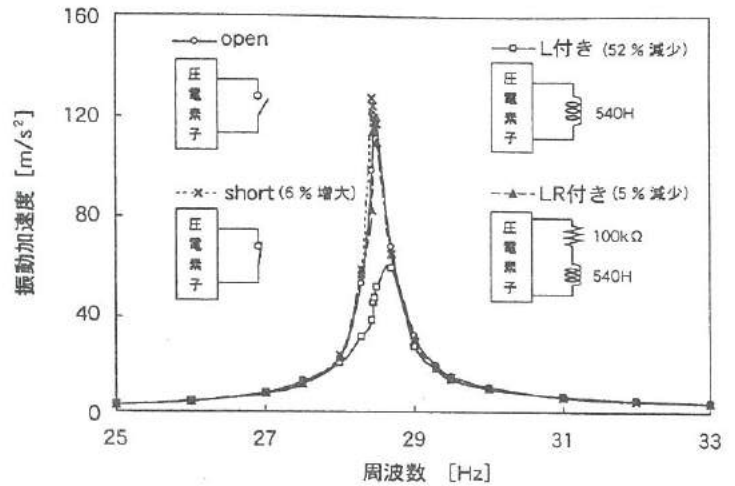 160
120
80
40
0
振動加速度 [m/s²]
open
圧電素子
short (6 % 増大)
圧電素子
L付き (52 % 減少)
圧電素子
540H
LR付き (5 % 減少)
圧電素子
100kΩ
540H
25
27
29
31
33
周波数 [Hz]